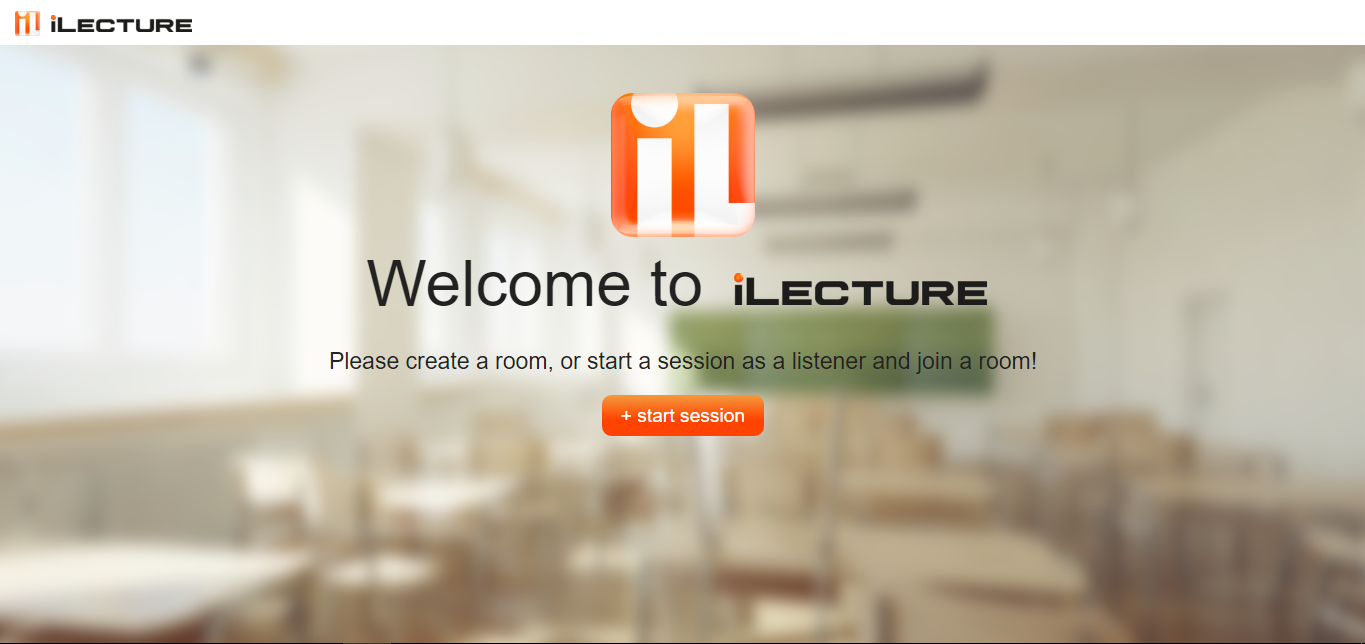 iLECTURE
iL
Welcome to iLECTURE
Please create a room, or start a session as a listener and join a room!
+ start session